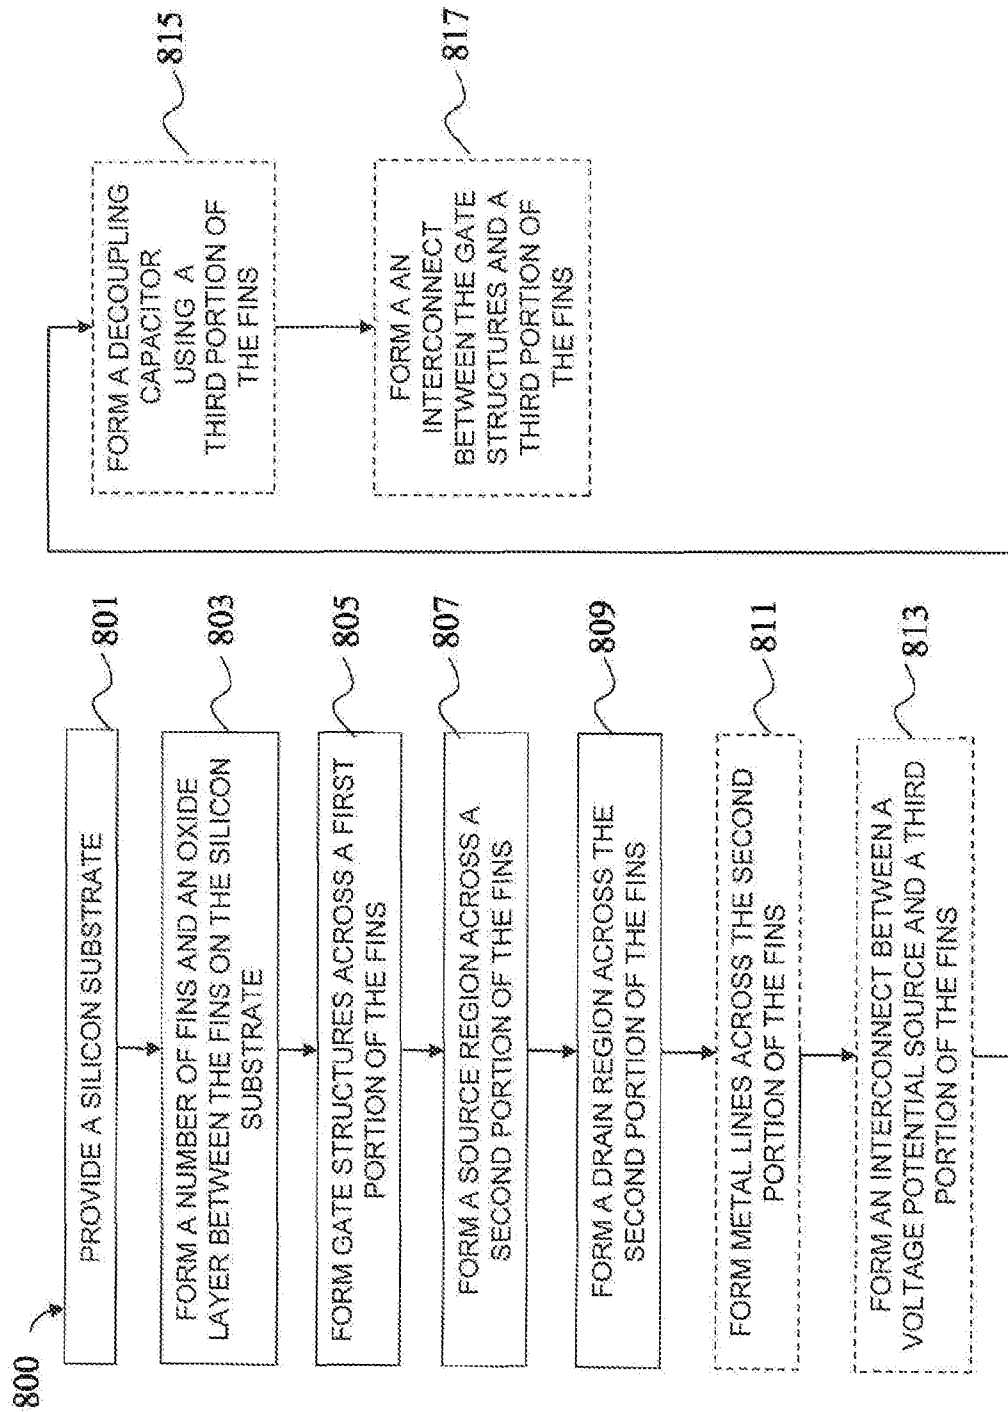 800
PROVIDE A SILICON SUBSTRATE
801
FORM A NUMBER OF FINS AND AN OXIDE
LAYER BETWEEN THE FINS ON THE SILICON
SUBSTRATE
803
FORM GATE STRUCTURES ACROSS A FIRST
PORTION OF THE FINS
805
FORM A SOURCE REGION ACROSS A
SECOND PORTION OF THE FINS
807
FORM A DRAIN REGION ACROSS THE
SECOND PORTION OF THE FINS
809
FORM METAL LINES ACROSS THE SECOND
PORTION OF THE FINS
811
FORM AN INTERCONNECT BETWEEN A
VOLTAGE POTENTIAL SOURCE AND A THIRD
PORTION OF THE FINS
813
FORM A DECOUPLING
CAPACITOR
USING A
THIRD PORTION OF
THE FINS
815
FORM A AN
INTERCONNECT
BETWEEN THE GATE
STRUCTURES AND A
THIRD PORTION OF
THE FINS
817